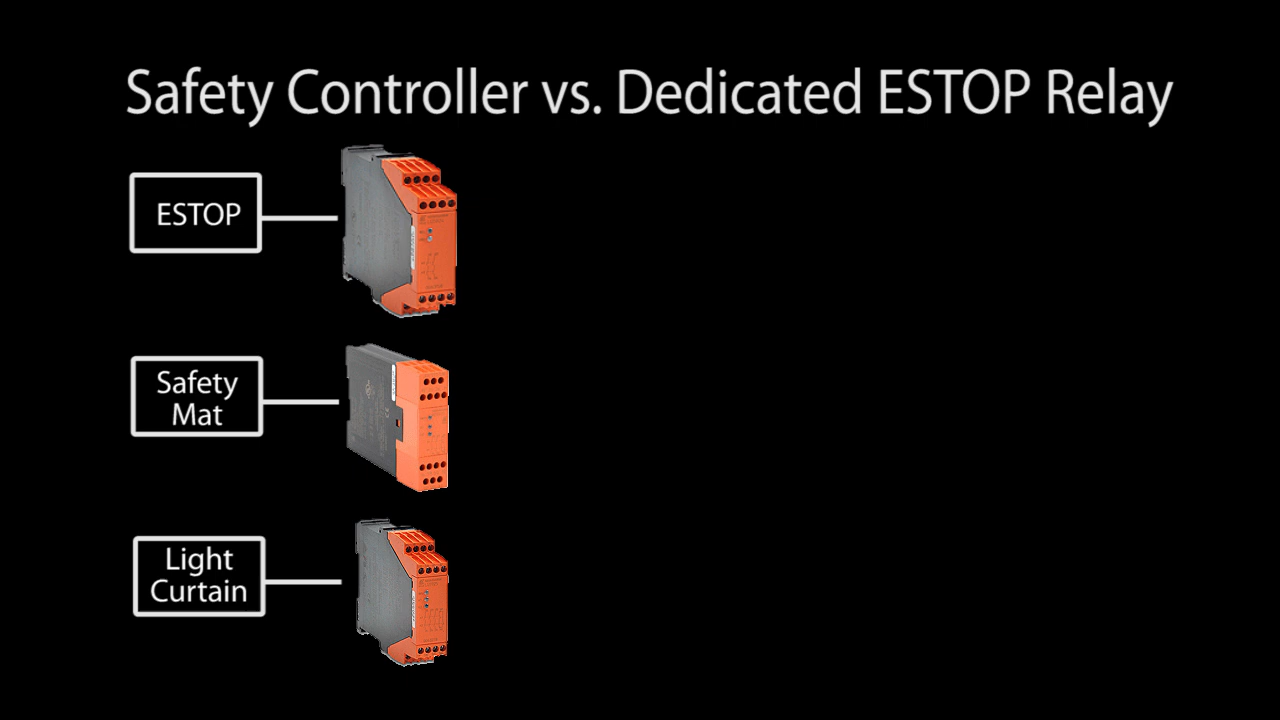 Safety Controller vs. Dedicated ESTOP Relay
ESTOP
Safety
Mat
Light
Curtain